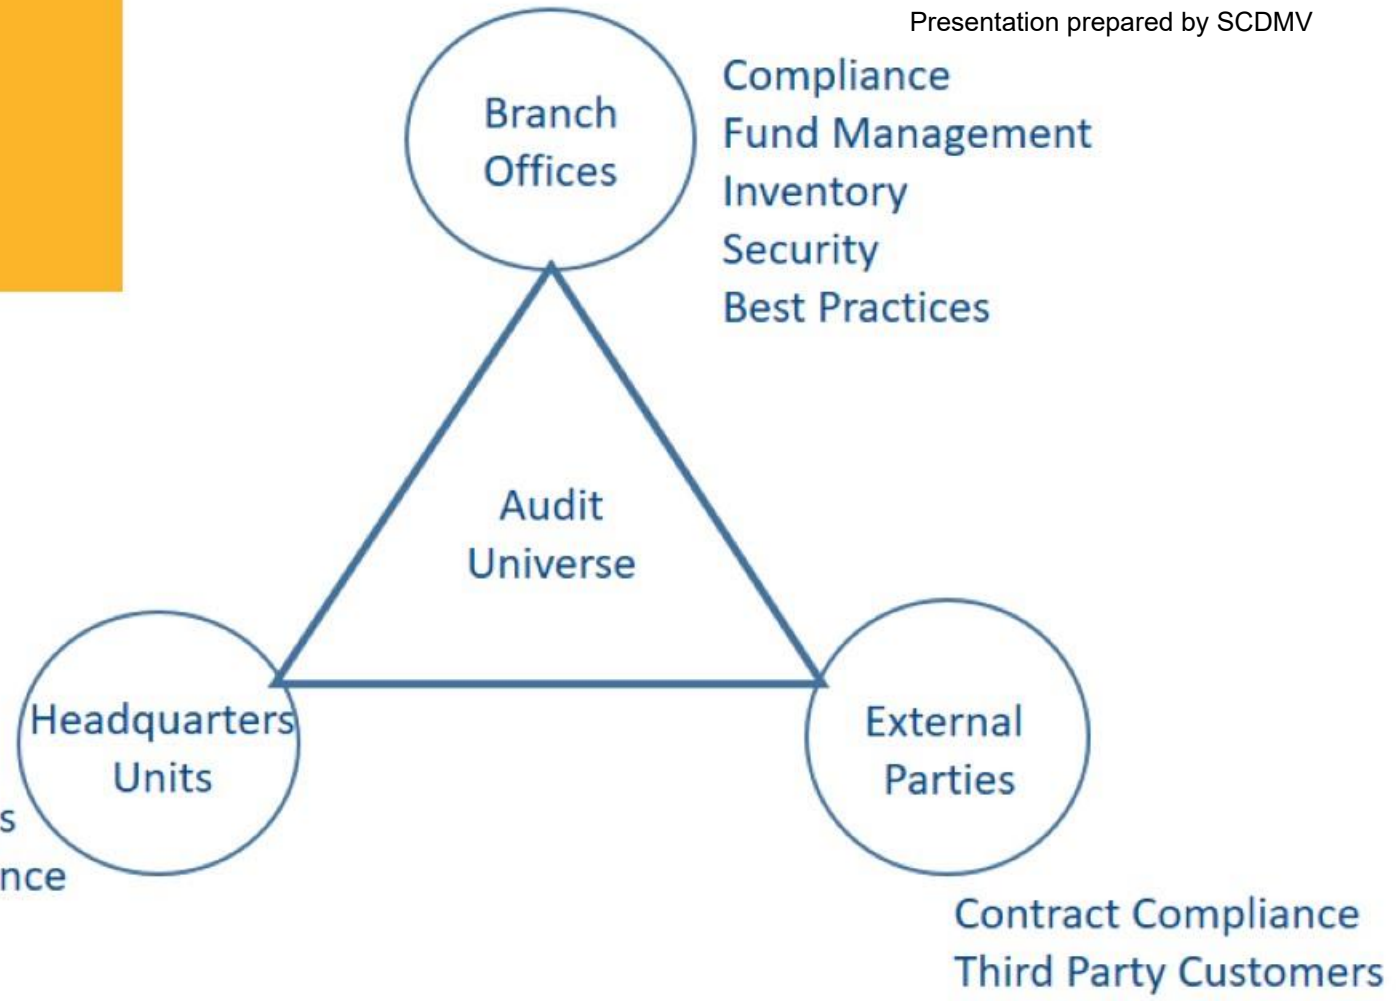 Presentation prepared by SCDMV
Branch
Offices
Compliance
Fund Management
Inventory
Security
Best Practices
Audit
Universe
Headquarters
Units
External
Parties
Contract Compliance
Third Party Customers